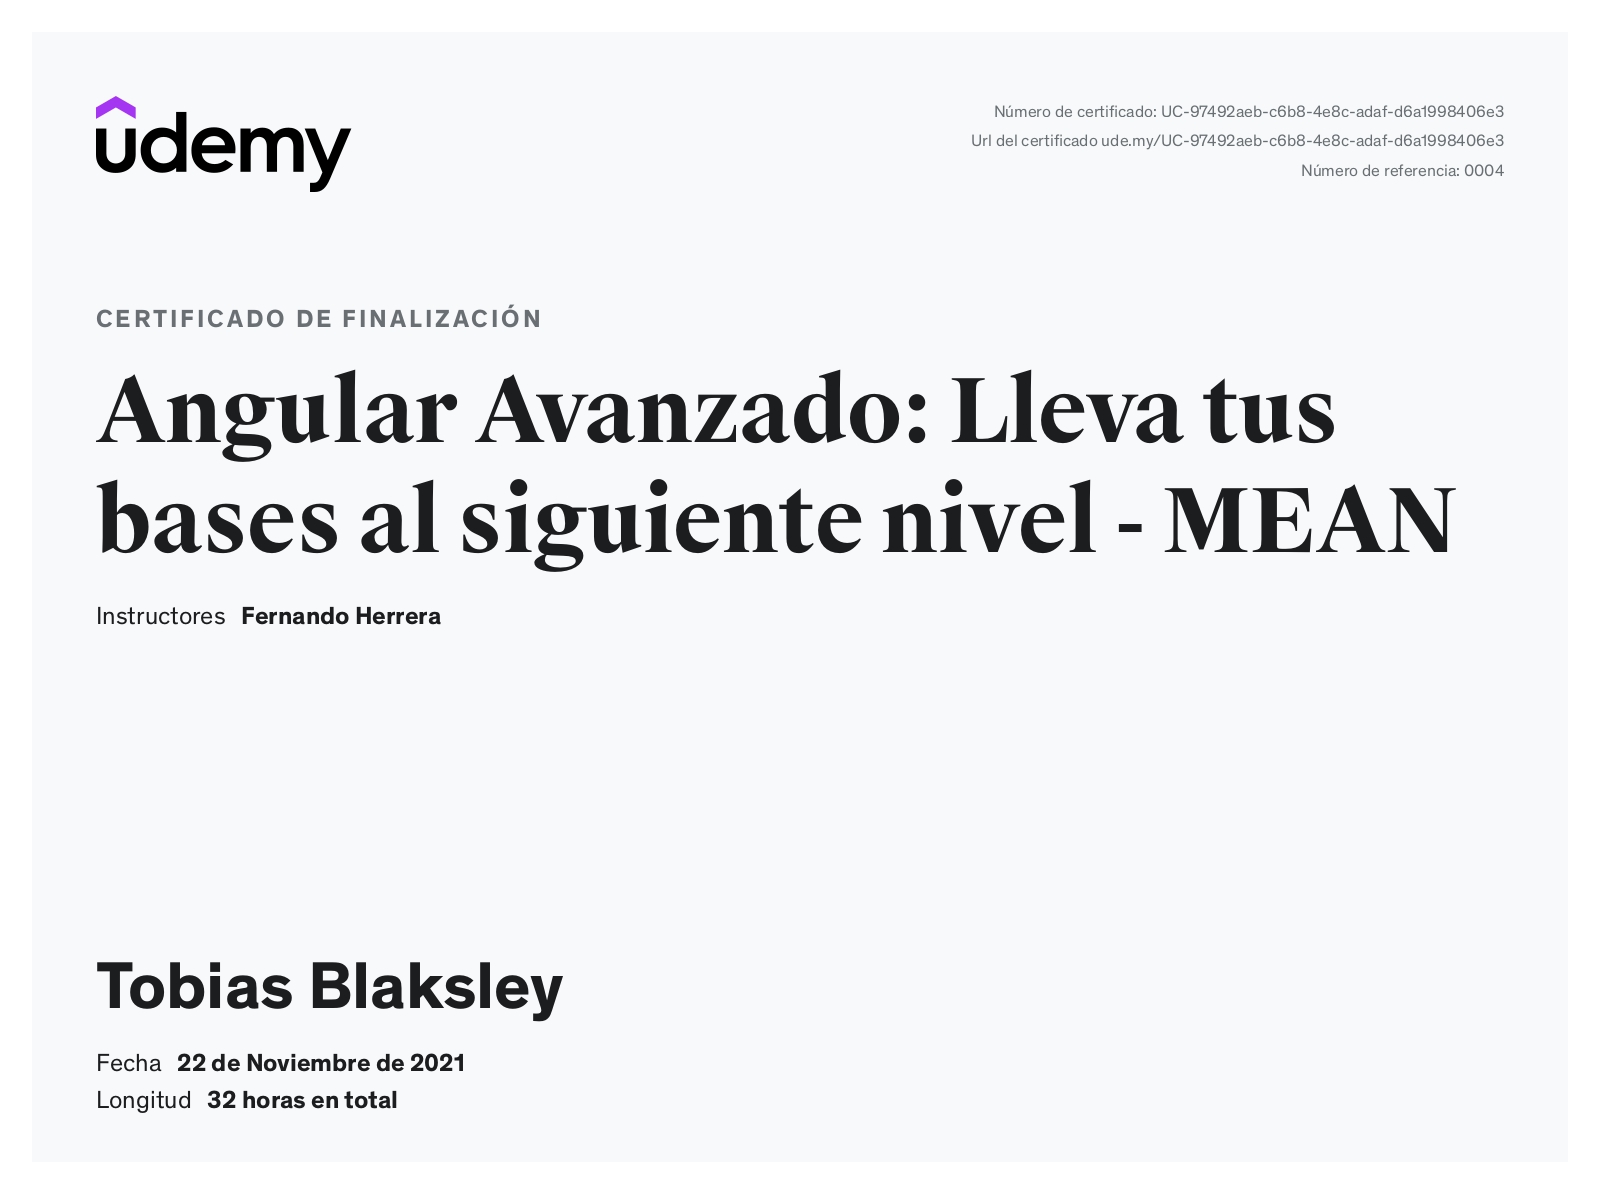 udemy
Número de certificado: UC-97492aeb-c6b8-4e8c-adaf-d6a1998406e3
Url del certificado ude.my/UC-97492aeb-c6b8-4e8c-adaf-d6a1998406e3
Número de referencia: 0004
CERTIFICADO DE FINALIZACIÓN
Angular Avanzado: Lleva tus
bases al siguiente nivel - MEAN
Instructores Fernando Herrera
Tobias Blaksley
Fecha 22 de Noviembre de 2021
Longitud 32 horas en total